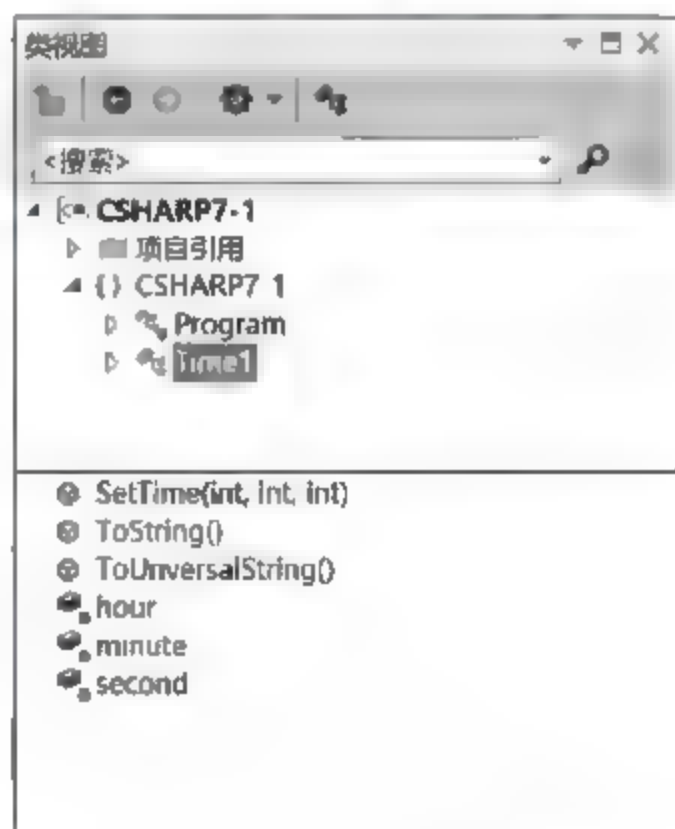 类视图
<搜索>
CSHARP7-1
项目引用
CSHARP7 1
Program
Time1
SetTime(int, int, int)
ToString()
ToUnversalString()
hour
minute
second